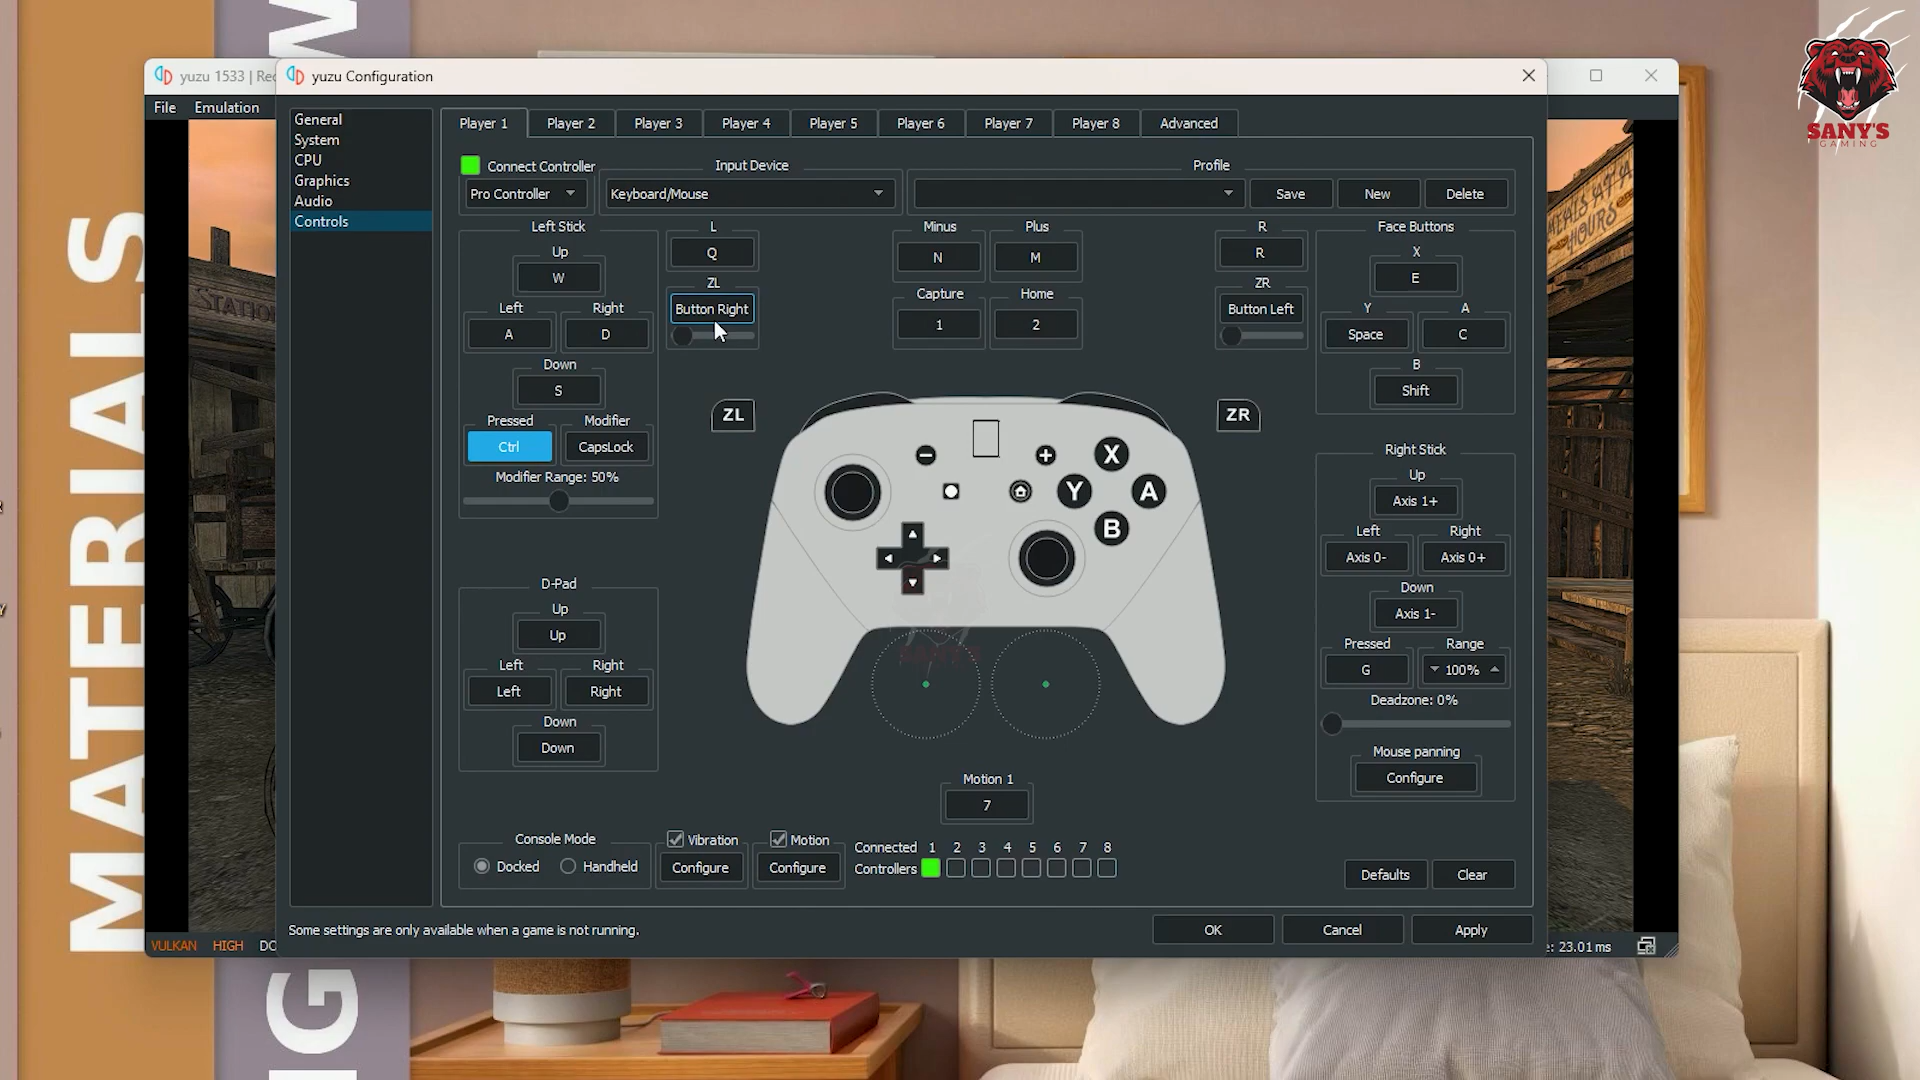 MATERIALS
SANY'S
GAMING
yuzu 1533 | Red
yuzu Configuration
File Emulation
General
System
CPU
Graphics
Audio
Controls
Player 1 Player 2 Player 3 Player 4 Player 5 Player 6 Player 7 Player 8 Advanced
Connect Controller Input Device Profile
Pro Controller Keyboard/Mouse Save New Delete
Left Stick
Up
W
Left Right
A D
Down
S
Pressed Modifier
Ctrl CapsLock
Modifier Range: 50%
D-Pad
Up
Up
Left Right
Left Right
Down
Down
L
Q
ZL
Button Right
Minus Plus
N M
Capture Home
1 2
R
R
ZR
Button Left
Face Buttons
X
E
Y A
Space C
B
Shift
ZL ZR
X
Y A
B
Right Stick
Up
Axis 1+
Left Right
Axis 0- Axis 0+
Down
Axis 1-
Pressed Range
G 100%
Deadzone: 0%
Mouse panning
Configure
SANY'S
Motion 1
7
Console Mode
Docked Handheld
Vibration
Configure
Motion
Configure
Connected 1 2 3 4 5 6 7 8
Controllers
Defaults Clear
Some settings are only available when a game is not running.
OK Cancel Apply
VULKAN HIGH DO
e: 23.01 ms
STATION
MEALS AT A
HOURS